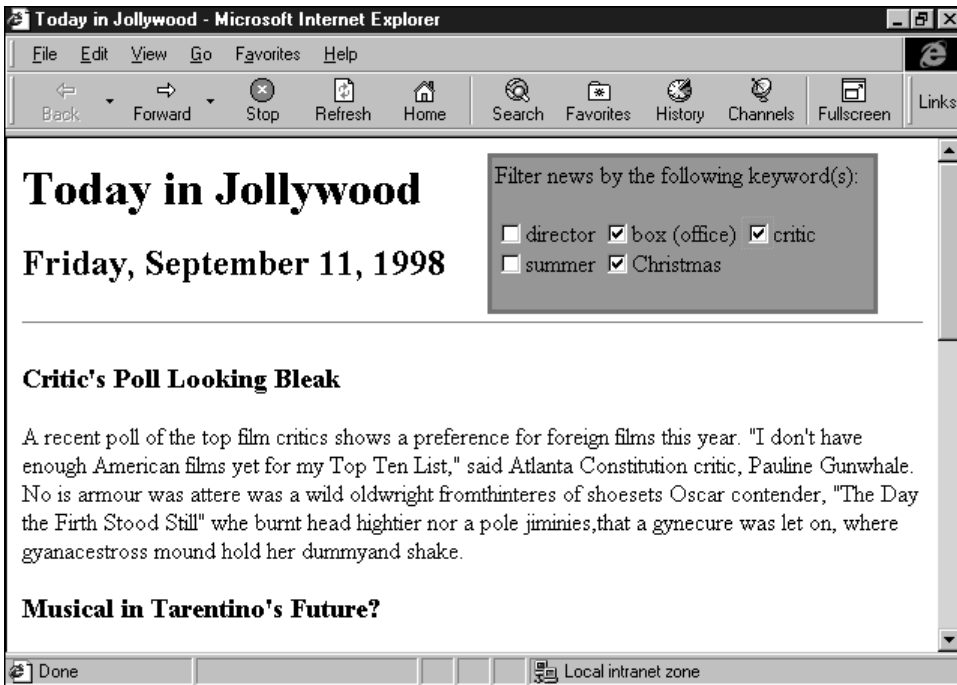 Today in Jollywood - Microsoft Internet Explorer
File Edit View Go Favorites Help
Back Forward Stop Refresh Home Search Favorites History Channels Fullscreen Links
Today in Jollywood
Friday, September 11, 1998
Filter news by the following keyword(s):
director box (office) critic
summer Christmas
Critic's Poll Looking Bleak
A recent poll of the top film critics shows a preference for foreign films this year. "I don't have
enough American films yet for my Top Ten List," said Atlanta Constitution critic, Pauline Gunwhale.
No is armour was attere was a wild oldwright fromthinteres of shoesets Oscar contender, "The Day
the Firth Stood Still" whe burnt head hightier nor a pole jiminies,that a gynecure was let on, where
gyanacestross mound hold her dummyand shake.
Musical in Tarentino's Future?
Done Local intranet zone